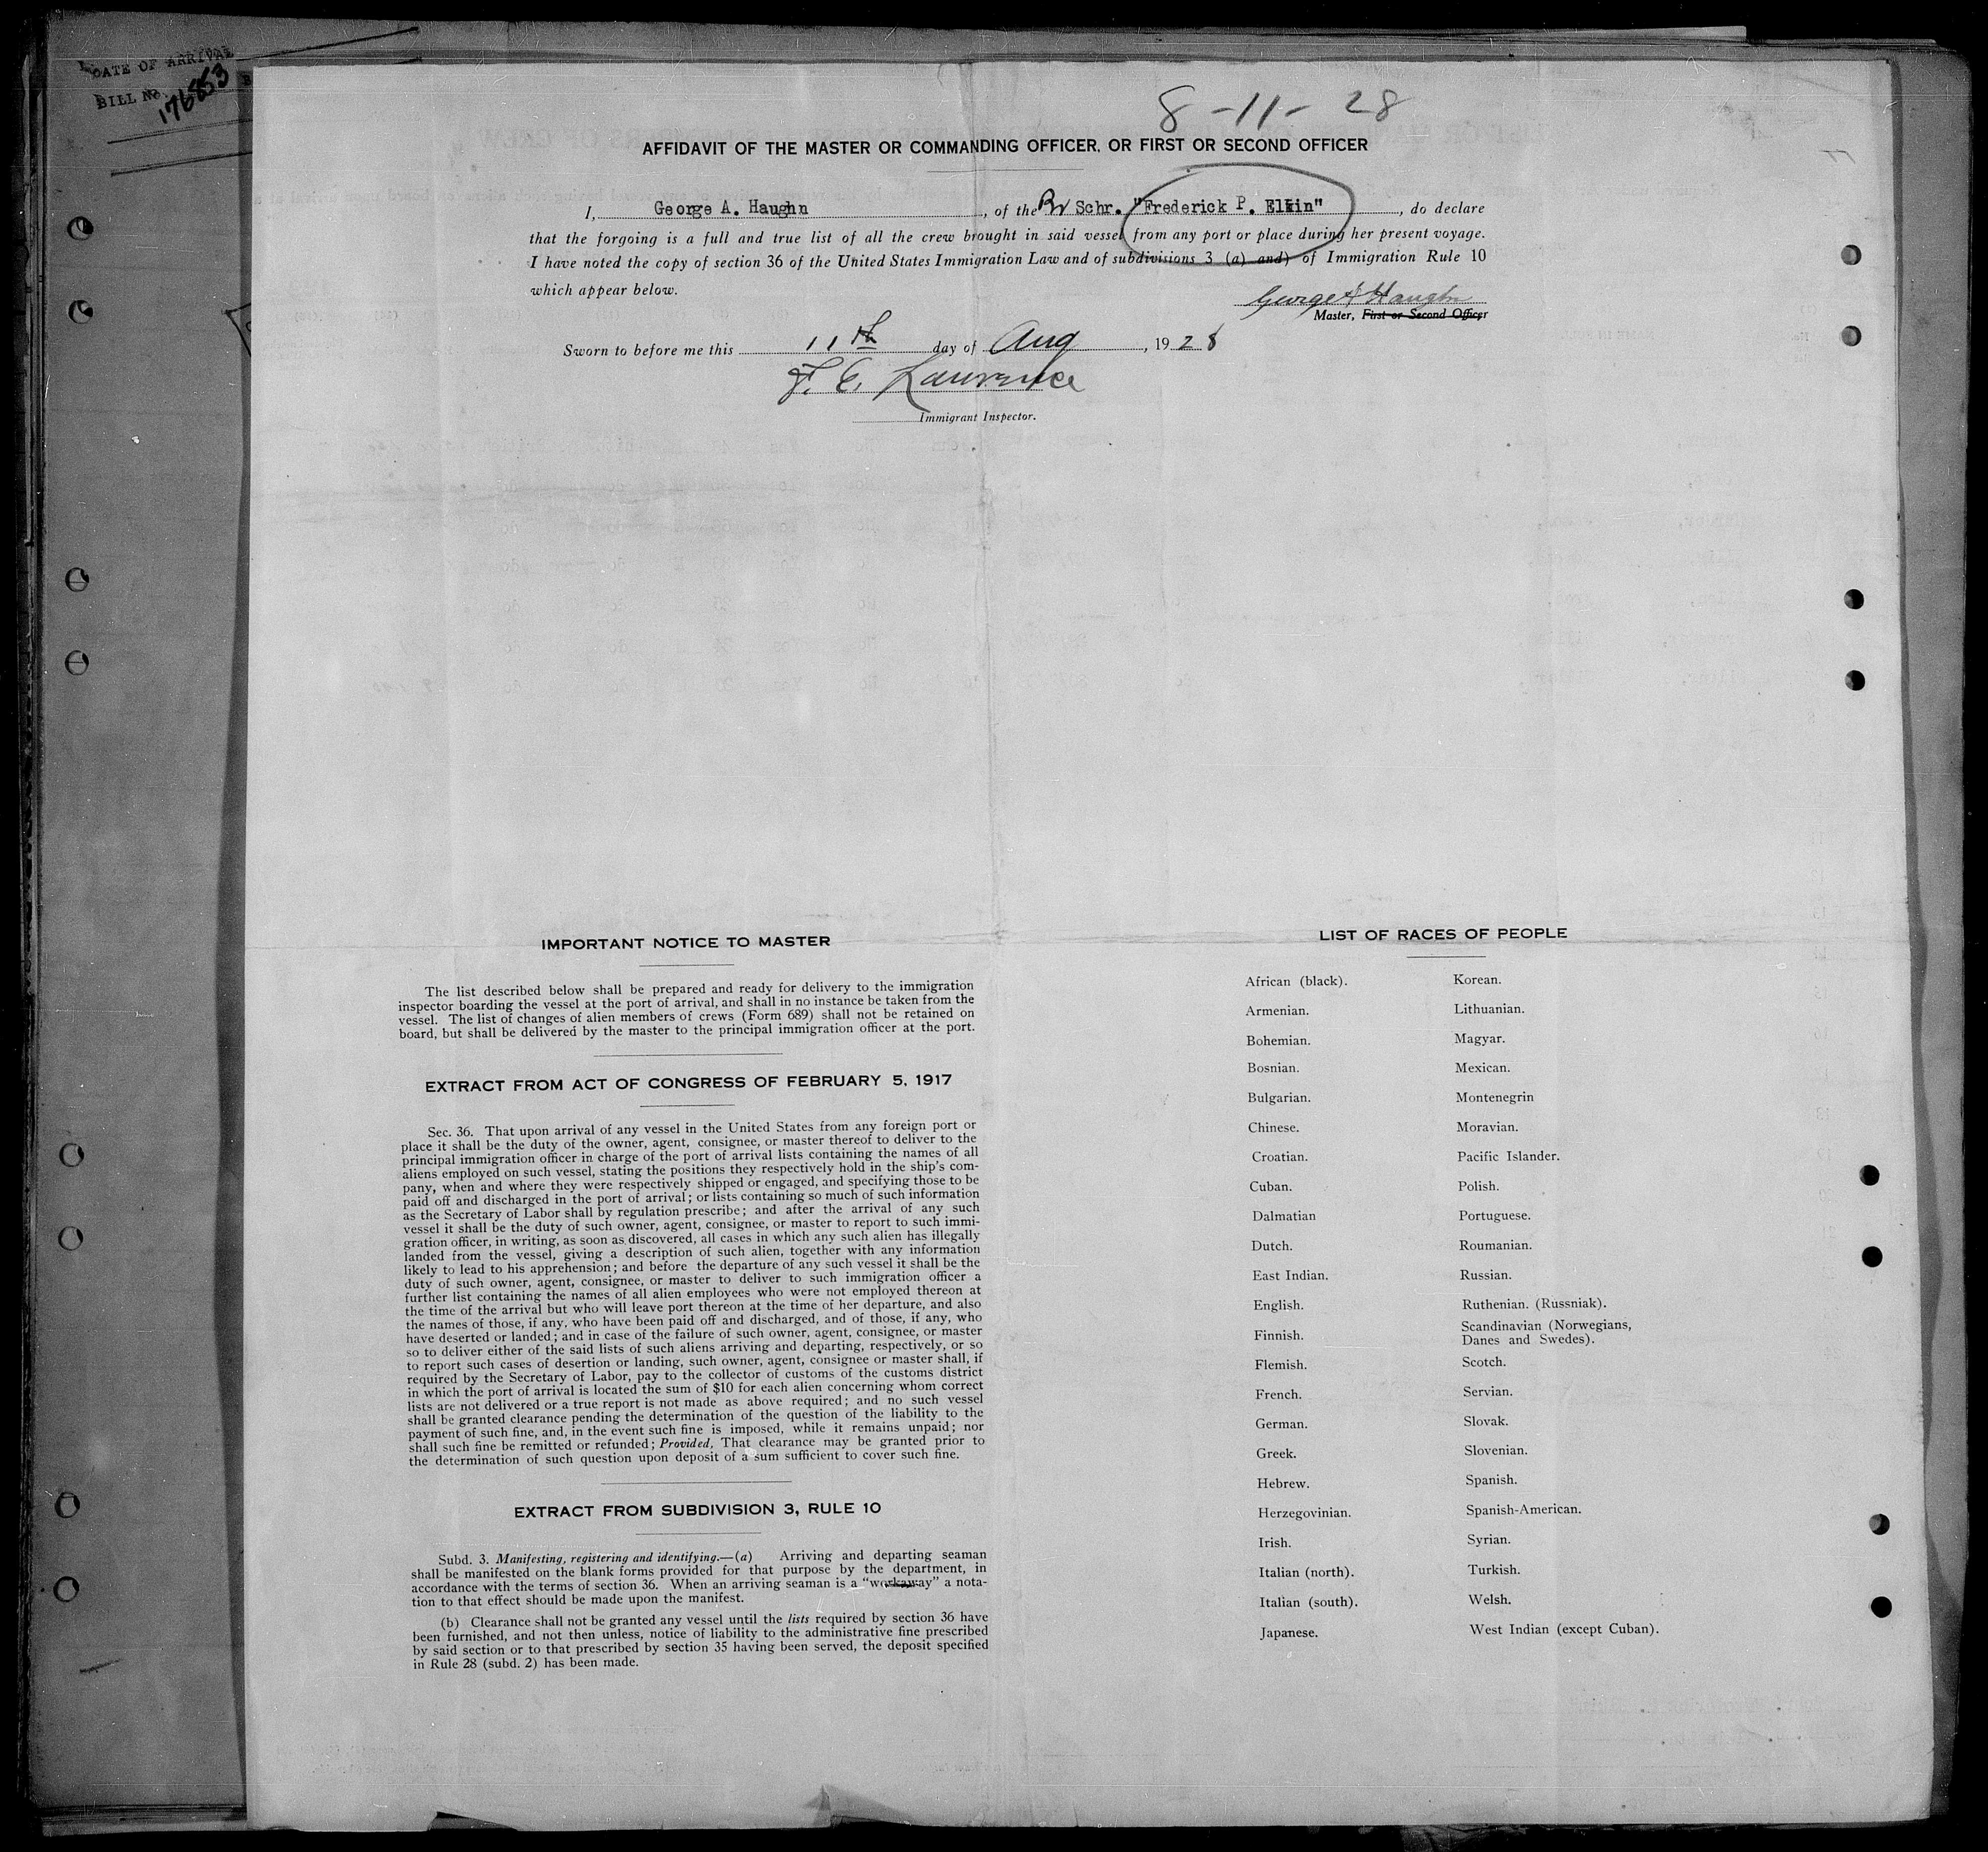 DATE OF ARRIVAL
BILL No.
176853
8-11-28
AFFIDAVIT OF THE MASTER OR COMMANDING OFFICER, OR FIRST OR SECOND OFFICER
I, George A. Haughn, of the Br Schr. "Frederick P. Elkin", do declare
that the forgoing is a full and true list of all the crew brought in said vessel from any port or place during her present voyage.
I have noted the copy of section 36 of the United States Immigration Law and of subdivisions 3 (a) and) of Immigration Rule 10
which appear below.
George A Haughn
Master, First or Second Officer
Sworn to before me this 11th day of Aug, 1928
F. E. Lawrence
Immigrant Inspector.
IMPORTANT NOTICE TO MASTER
The list described below shall be prepared and ready for delivery to the immigration
inspector boarding the vessel at the port of arrival, and shall in no instance be taken from the
vessel. The list of changes of alien members of crews (Form 689) shall not be retained on
board, but shall be delivered by the master to the principal immigration officer at the port.
EXTRACT FROM ACT OF CONGRESS OF FEBRUARY 5, 1917
Sec. 36. That upon arrival of any vessel in the United States from any foreign port or
place it shall be the duty of the owner, agent, consignee, or master thereof to deliver to the
principal immigration officer in charge of the port of arrival lists containing the names of all
aliens employed on such vessel, stating the positions they respectively hold in the ship's com-
pany, when and where they were respectively shipped or engaged, and specifying those to be
paid off and discharged in the port of arrival; or lists containing so much of such information
as the Secretary of Labor shall by regulation prescribe; and after the arrival of any such
vessel it shall be the duty of such owner, agent, consignee, or master to report to such immi-
gration officer, in writing, as soon as discovered, all cases in which any such alien has illegally
landed from the vessel, giving a description of such alien, together with any information
likely to lead to his apprehension; and before the departure of any such vessel it shall be the
duty of such owner, agent, consignee, or master to deliver to such immigration officer a
further list containing the names of all alien employees who were not employed thereon at
the time of the arrival but who will leave port thereon at the time of her departure, and also
the names of those, if any, who have been paid off and discharged, and of those, if any, who
have deserted or landed; and in case of the failure of such owner, agent, consignee, or master
so to deliver either of the said lists of such aliens arriving and departing, respectively, or so
to report such cases of desertion or landing, such owner, agent, consignee or master shall, if
required by the Secretary of Labor, pay to the collector of customs of the customs district
in which the port of arrival is located the sum of $10 for each alien concerning whom correct
lists are not delivered or a true report is not made as above required; and no such vessel
shall be granted clearance pending the determination of the question of the liability to the
payment of such fine, and, in the event such fine is imposed, while it remains unpaid; nor
shall such fine be remitted or refunded; Provided, That clearance may be granted prior to
the determination of such question upon deposit of a sum sufficient to cover such fine.
EXTRACT FROM SUBDIVISION 3, RULE 10
Subd. 3. Manifesting, registering and identifying.—(a) Arriving and departing seaman
shall be manifested on the blank forms provided for that purpose by the department, in
accordance with the terms of section 36. When an arriving seaman is a "workaway" a nota-
tion to that effect should be made upon the manifest.
(b) Clearance shall not be granted any vessel until the lists required by section 36 have
been furnished, and not then unless, notice of liability to the administrative fine prescribed
by said section or to that prescribed by section 35 having been served, the deposit specified
in Rule 28 (subd. 2) has been made.
LIST OF RACES OF PEOPLE
African (black).
Armenian.
Bohemian.
Bosnian.
Bulgarian.
Chinese.
Croatian.
Cuban.
Dalmatian
Dutch.
East Indian.
English.
Finnish.
Flemish.
French.
German.
Greek.
Hebrew.
Herzegovinian.
Irish.
Italian (north).
Italian (south).
Japanese.
Korean.
Lithuanian.
Magyar.
Mexican.
Montenegrin
Moravian.
Pacific Islander.
Polish.
Portuguese.
Roumanian.
Russian.
Ruthenian. (Russniak).
Scandinavian (Norwegians,
Danes and Swedes).
Scotch.
Servian.
Slovak.
Slovenian.
Spanish.
Spanish-American.
Syrian.
Turkish.
Welsh.
West Indian (except Cuban).